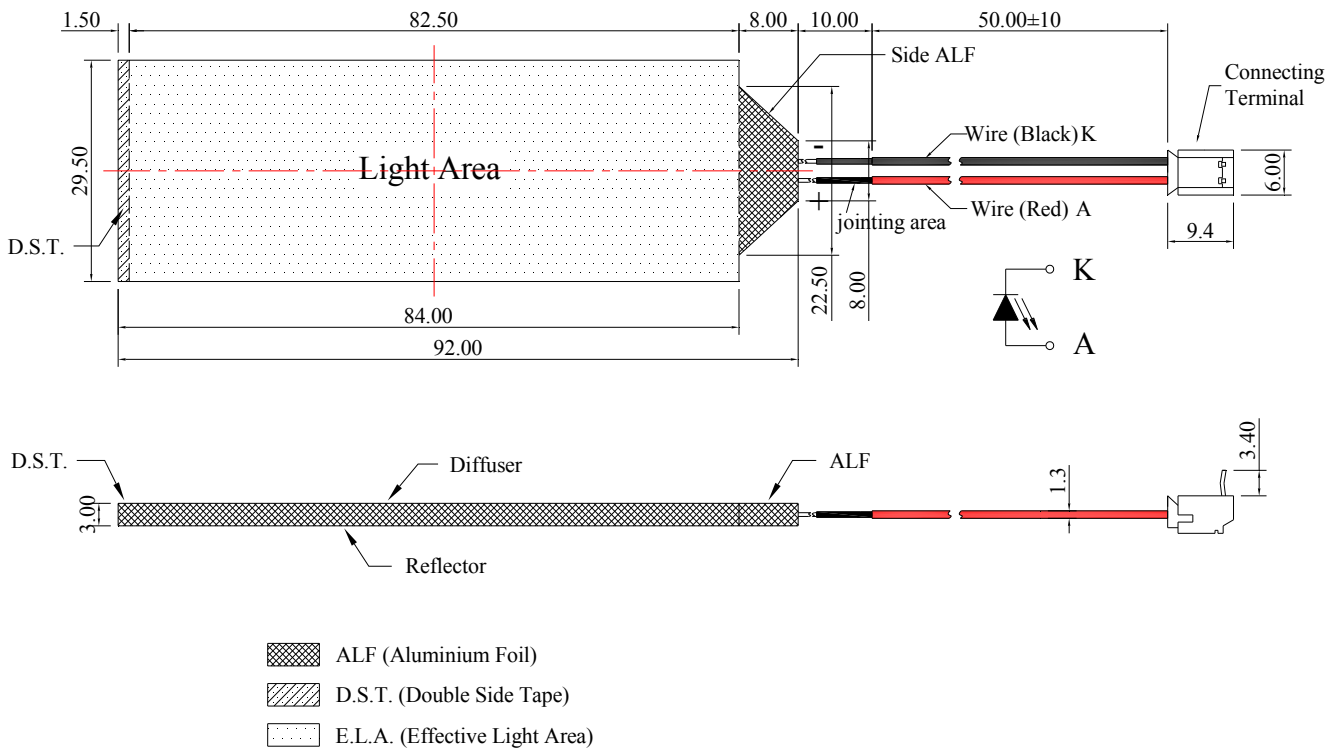 1.50
82.50
8.00
10.00
50.00±10
Side ALF
Connecting
Terminal
Wire (Black) K
29.50
Light Area
-
+
6.00
jointing area
Wire (Red) A
9.4
D.S.T.
22.50
8.00
K
A
84.00
92.00
D.S.T.
Diffuser
ALF
3.40
1.3
3.00
Reflector
ALF (Aluminium Foil)
D.S.T. (Double Side Tape)
E.L.A. (Effective Light Area)